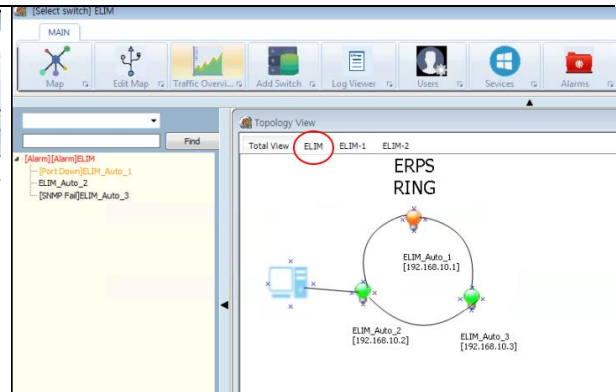 [Select switch] ELIM
MAIN
Map
Edit Map
Traffic Overvi...
Add Switch
Log Viewer
Users
Sevices
Alarms
Find
[Alarm][Alarm]ELIM
[Port Down]ELIM_Auto_1
ELIM_Auto_2
[SNMP Fail]ELIM_Auto_3
Topology View
Total View ELIM ELIM-1 ELIM-2
ERPS
RING
ELIM_Auto_1
[192.168.10.1]
ELIM_Auto_2
[192.168.10.2]
ELIM_Auto_3
[192.168.10.3]